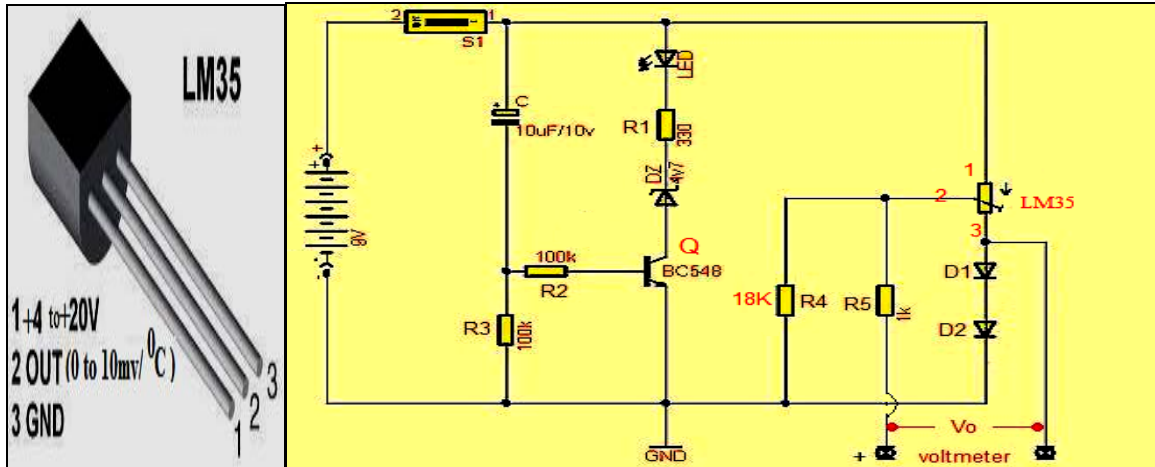 LM35
1+4 to+20V
2 OUT (0 to 10mv/ ⁰C)
3 GND
1
2
3
2
1
S1
+
C
10uF/10v
LED
R1
330
DZ
4v7
+
+
9V
-
-
Q
BC548
100k
R2
R3
100k
1
2
LM35
3
18K
R4
R5
1k
D1
D2
Vo
GND
+
voltmeter